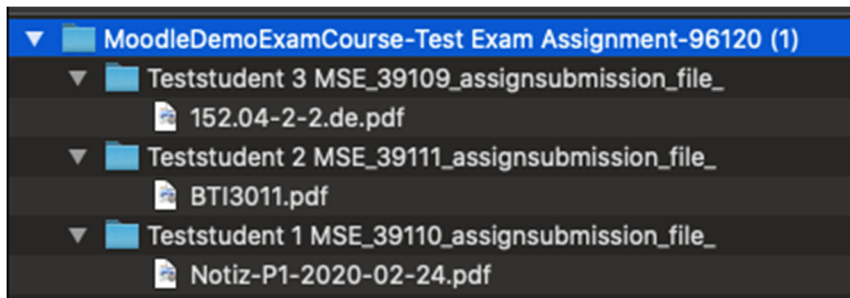 MoodleDemoExamCourse-Test Exam Assignment-96120 (1)
Teststudent 3 MSE_39109_assignsubmission_file_
152.04-2-2.de.pdf
Teststudent 2 MSE_39111_assignsubmission_file_
BTI3011.pdf
Teststudent 1 MSE_39110_assignsubmission_file_
Notiz-P1-2020-02-24.pdf